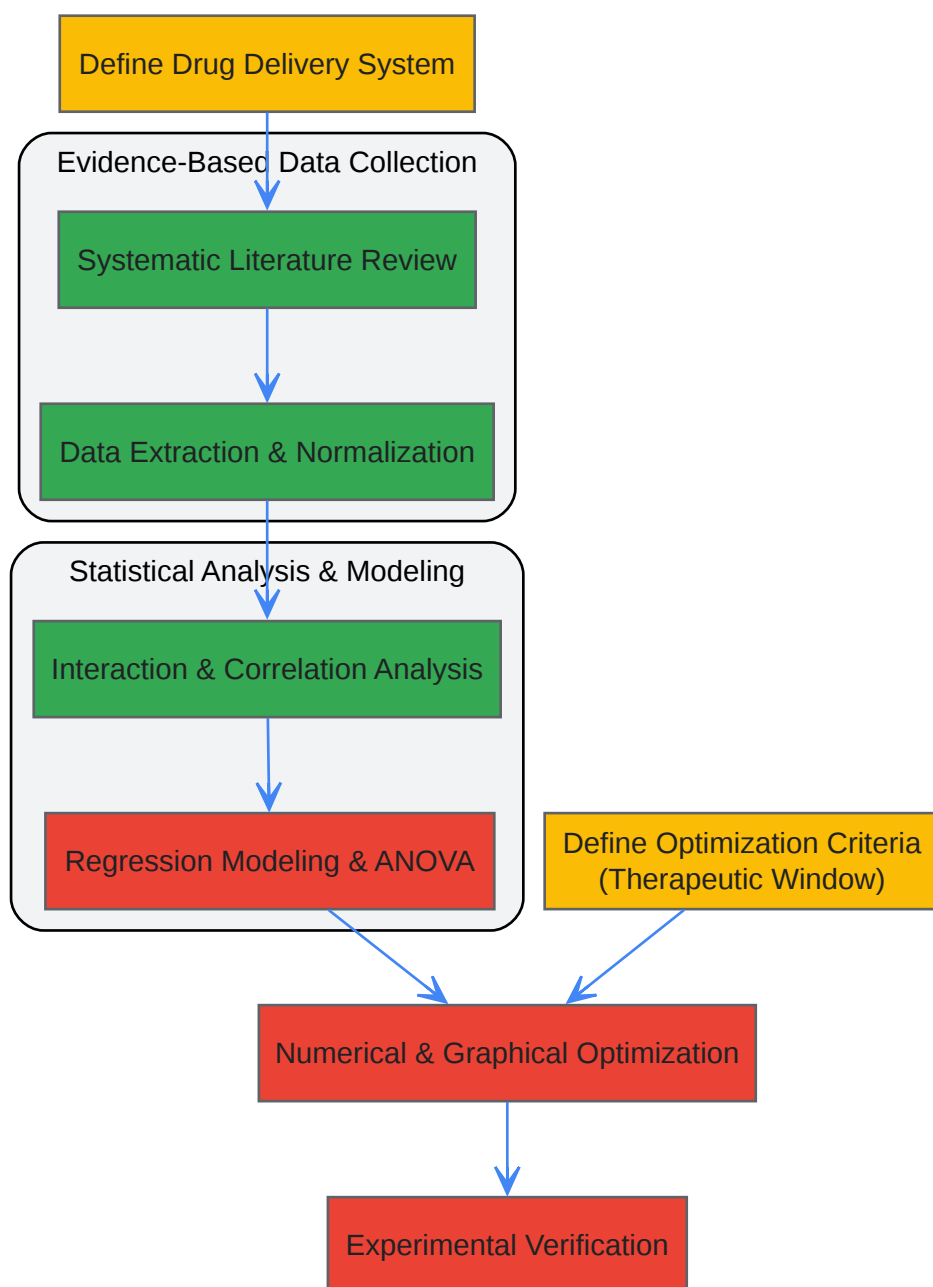 Define Drug Delivery System
Evidence-Based Data Collection
Systematic Literature Review
Data Extraction & Normalization
Statistical Analysis & Modeling
Interaction & Correlation Analysis
Regression Modeling & ANOVA
Define Optimization Criteria
(Therapeutic Window)
Numerical & Graphical Optimization
Experimental Verification